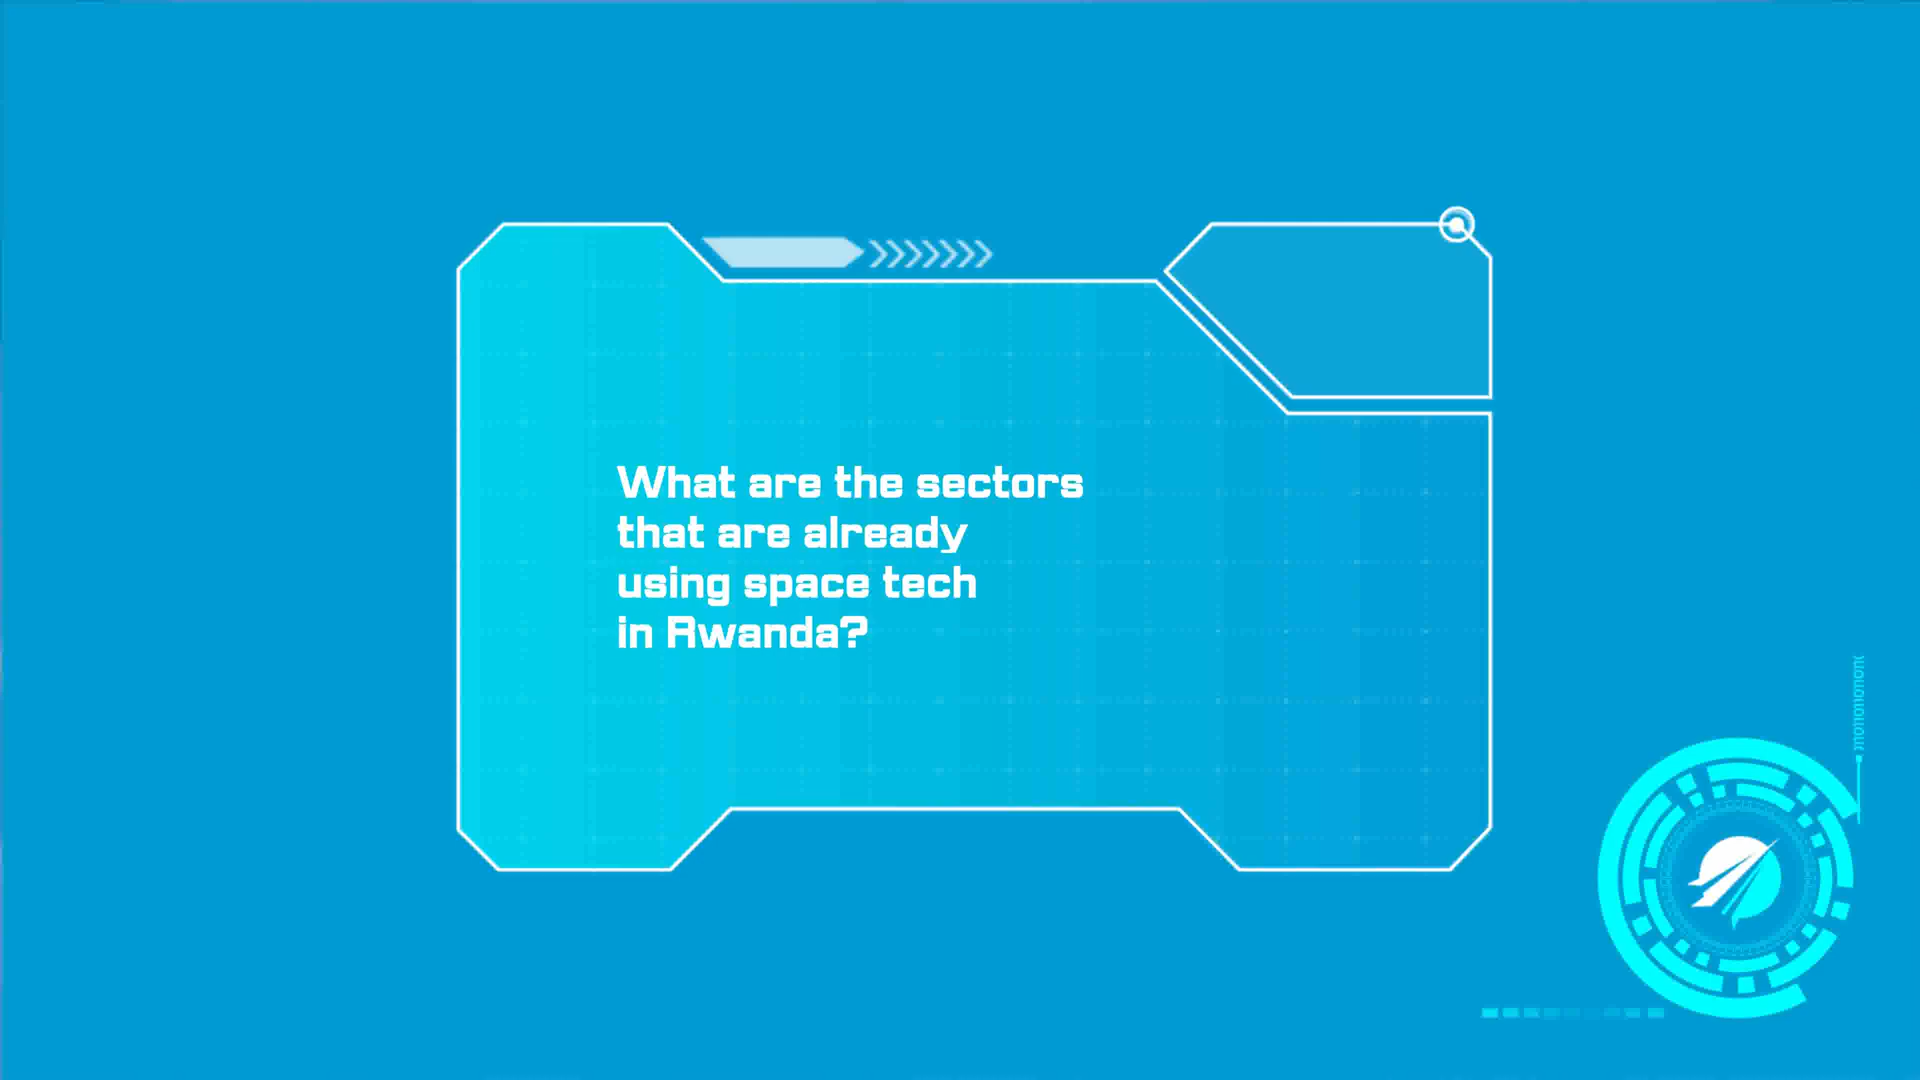 What are the sectors
that are already
using space tech
in Rwanda?